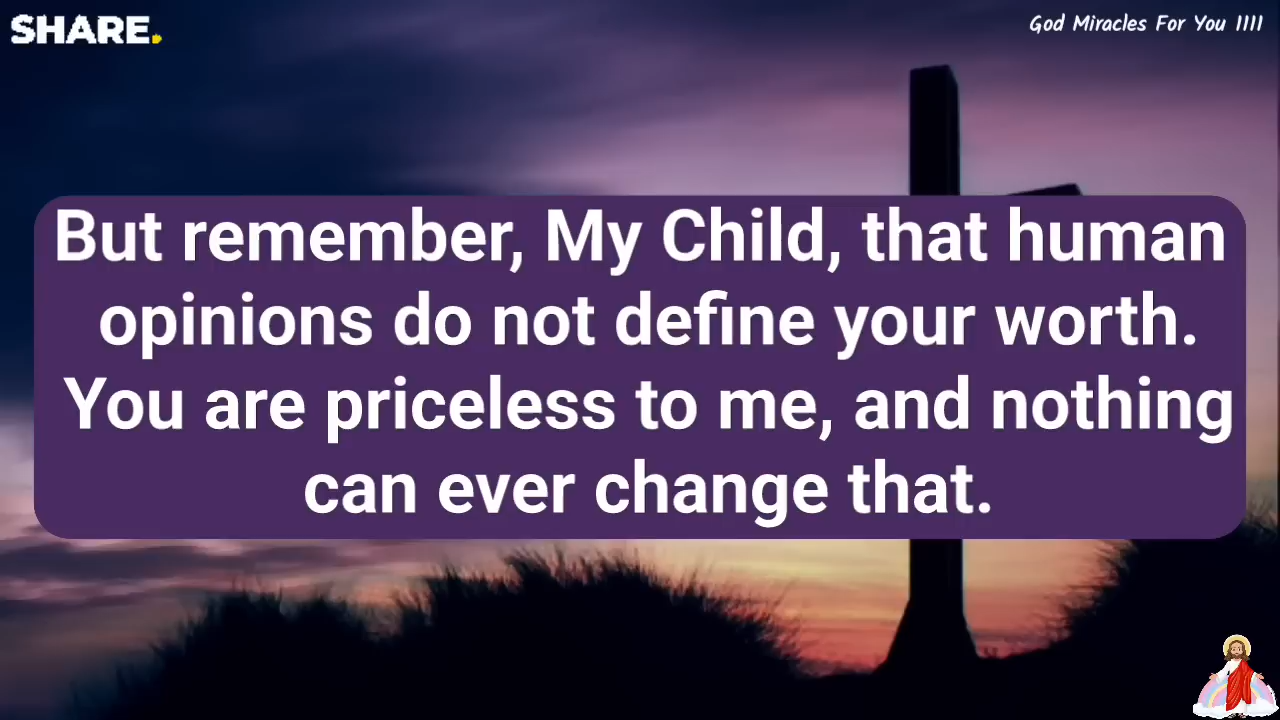 SHARE.
God Miracles For You 1111
But remember, My Child, that human
opinions do not define your worth.
You are priceless to me, and nothing
can ever change that.